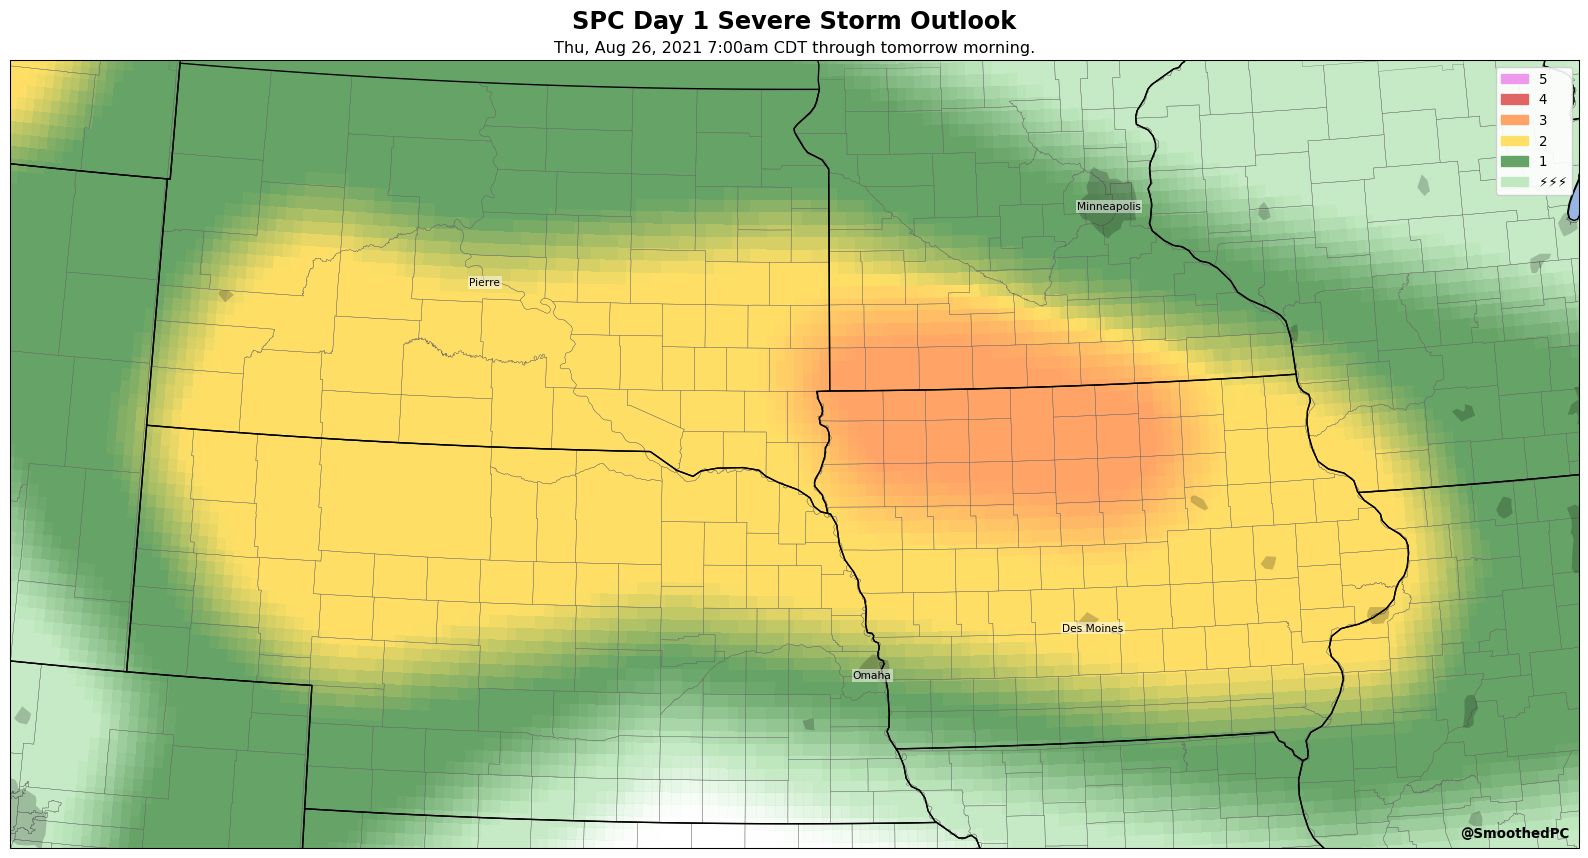 SPC Day 1 Severe Storm Outlook
Thu, Aug 26, 2021 7:00am CDT through tomorrow morning.
5
4
3
2
1
⚡⚡⚡
Minneapolis
Pierre
Des Moines
Omaha
@SmoothedPC